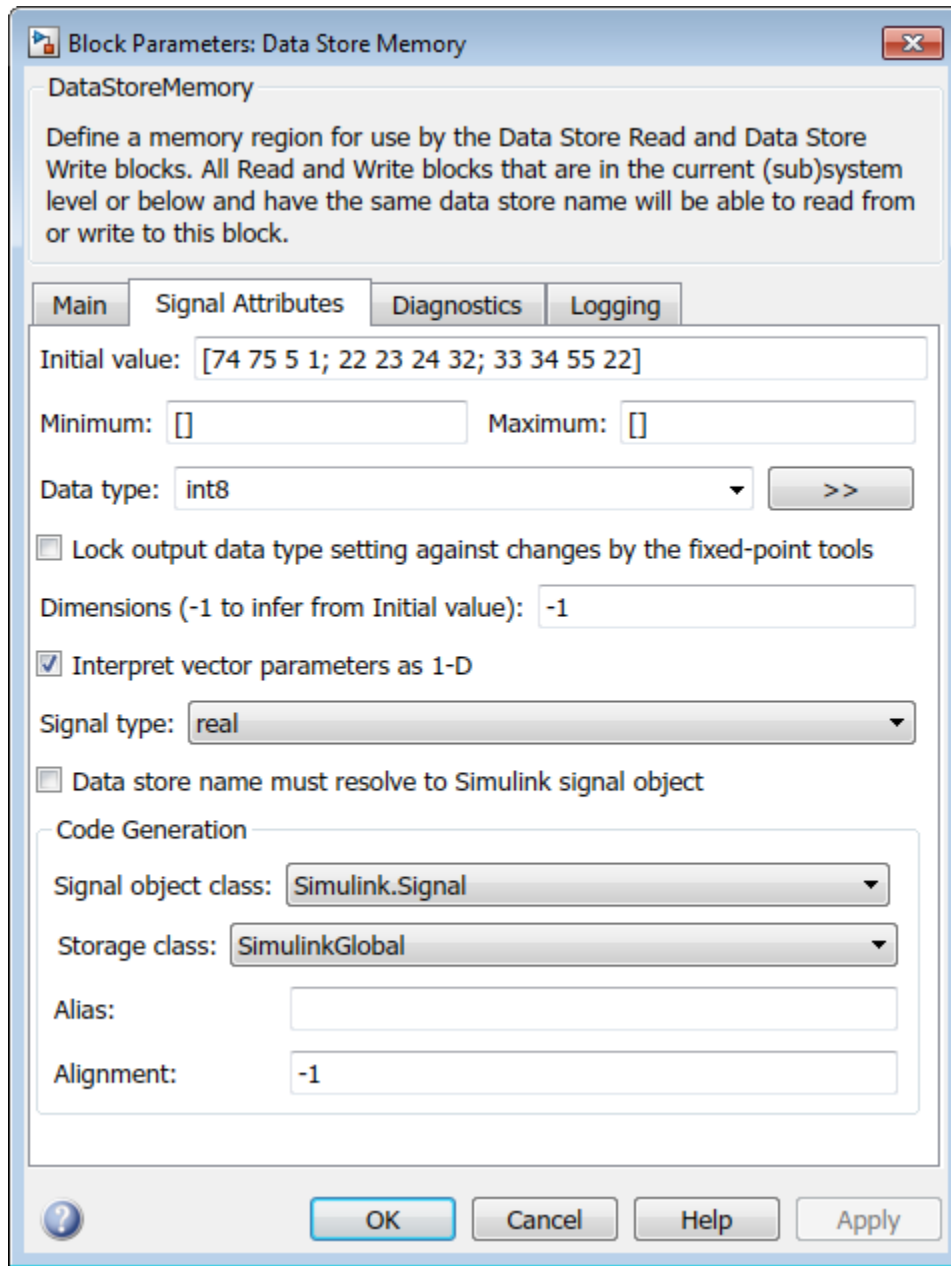 Block Parameters: Data Store Memory
DataStoreMemory
Define a memory region for use by the Data Store Read and Data Store
Write blocks. All Read and Write blocks that are in the current (sub)system
level or below and have the same data store name will be able to read from
or write to this block.
Main Signal Attributes Diagnostics Logging
Initial value: [74 75 5 1; 22 23 24 32; 33 34 55 22]
Minimum: [] Maximum: []
Data type: int8 >>
Lock output data type setting against changes by the fixed-point tools
Dimensions (-1 to infer from Initial value): -1
Interpret vector parameters as 1-D
Signal type: real
Data store name must resolve to Simulink signal object
Code Generation
Signal object class: Simulink.Signal
Storage class: SimulinkGlobal
Alias:
Alignment: -1
? OK Cancel Help Apply